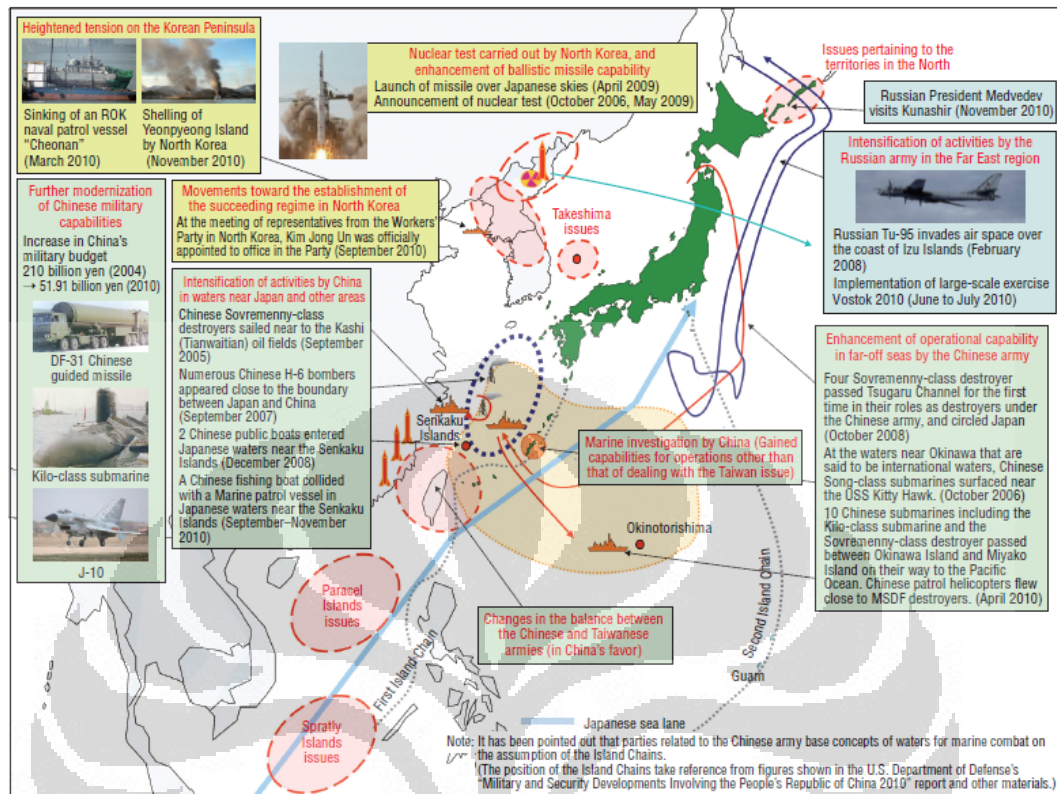 Heightened tension on the Korean Peninsula
Sinking of an ROK
naval patrol vessel
"Cheonan"
(March 2010)
Shelling of
Yeonpyeong Island
by North Korea
(November 2010)
Nuclear test carried out by North Korea, and
enhancement of ballistic missile capability
Launch of missile over Japanese skies (April 2009)
Announcement of nuclear test (October 2006, May 2009)
Issues pertaining to the
territories in the North
Russian President Medvedev
visits Kunashir (November 2010)
Intensification of activities by the
Russian army in the Far East region
Russian Tu-95 invades air space over
the coast of Izu Islands (February
2008)
Implementation of large-scale exercise
Vostok 2010 (June to July 2010)
Further modernization
of Chinese military
capabilities
Increase in China's
military budget
210 billion yen (2004)
→ 51.91 billion yen (2010)
DF-31 Chinese
guided missile
Kilo-class submarine
J-10
Movements toward the establishment of
the succeeding regime in North Korea
At the meeting of representatives from the Workers'
Party in North Korea, Kim Jong Un was officially
appointed to office in the Party (September 2010)
Takeshima
issues
Intensification of activities by China
in waters near Japan and other areas
Chinese Sovremenny-class
destroyers sailed near to the Kashi
(Tianwaitian) oil fields (September
2005)
Numerous Chinese H-6 bombers
appeared close to the boundary
between Japan and China
(September 2007)
2 Chinese public boats entered
Japanese waters near the Senkaku
Islands (December 2008)
A Chinese fishing boat collided
with a Marine patrol vessel in
Japanese waters near the Senkaku
Islands (September–November
2010)
Senkaku
Islands
Marine investigation by China (Gained
capabilities for operations other than
that of dealing with the Taiwan issue)
Okinotorishima
Enhancement of operational capability
in far-off seas by the Chinese army
Four Sovremenny-class destroyer
passed Tsugaru Channel for the first
time in their roles as destroyers under
the Chinese army, and circled Japan
(October 2008)
At the waters near Okinawa that are
said to be international waters, Chinese
Song-class submarines surfaced near
the USS Kitty Hawk. (October 2006)
10 Chinese submarines including the
Kilo-class submarine and the
Sovremenny-class destroyer passed
between Okinawa Island and Miyako
Island on their way to the Pacific
Ocean. Chinese patrol helicopters flew
close to MSDF destroyers. (April 2010)
Paracel
Islands
issues
Changes in the balance between
the Chinese and Taiwanese
armies (in China's favor)
First Island Chain
Second Island Chain
Guam
Spratly
Islands
issues
Japanese sea lane
Note: It has been pointed out that parties related to the Chinese army base concepts of waters for marine combat on
the assumption of the Island Chains.
(The position of the Island Chains take reference from figures shown in the U.S. Department of Defense's
"Military and Security Developments Involving the People's Republic of China 2010" report and other materials.)